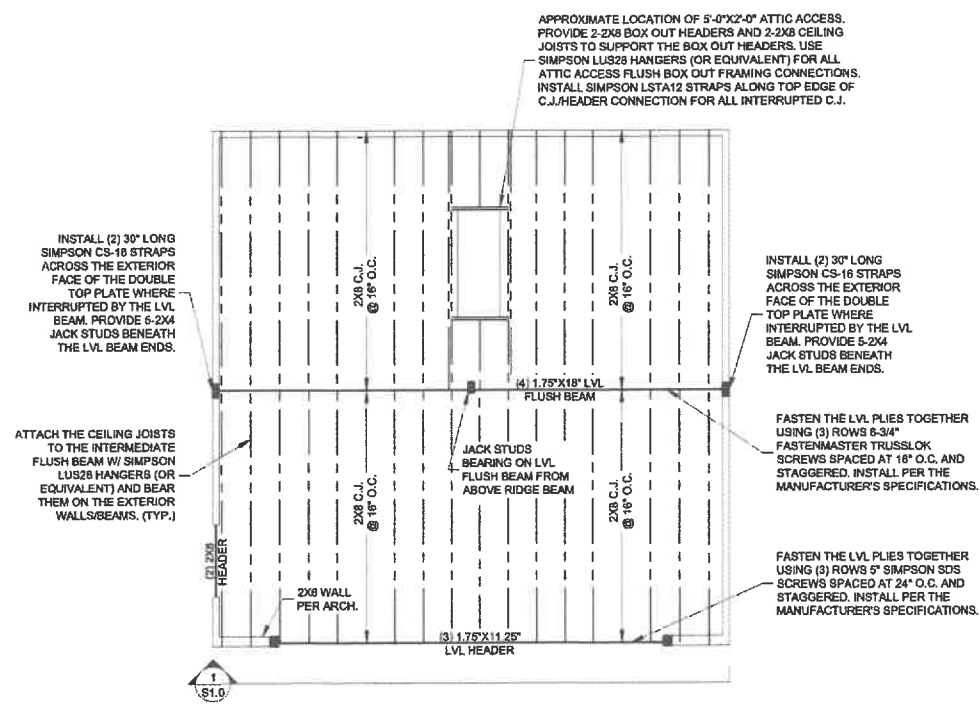 APPROXIMATE LOCATION OF 5'-0"X2'-0" ATTIC ACCESS.
PROVIDE 2-2X8 BOX OUT HEADERS AND 2-2X8 CEILING
JOISTS TO SUPPORT THE BOX OUT HEADERS. USE
SIMPSON LUS28 HANGERS (OR EQUIVALENT) FOR ALL
ATTIC ACCESS FLUSH BOX OUT FRAMING CONNECTIONS.
INSTALL SIMPSON LSTA12 STRAPS ALONG TOP EDGE OF
C.J./HEADER CONNECTION FOR ALL INTERRUPTED C.J.
INSTALL (2) 30" LONG
SIMPSON CS-16 STRAPS
ACROSS THE EXTERIOR
FACE OF THE DOUBLE
TOP PLATE WHERE
INTERRUPTED BY THE LVL
BEAM. PROVIDE 5-2X4
JACK STUDS BENEATH
THE LVL BEAM ENDS.
2X8 C.J.
@ 16" O.C.
2X8 C.J.
@ 16" O.C.
INSTALL (2) 30" LONG
SIMPSON CS-16 STRAPS
ACROSS THE EXTERIOR
FACE OF THE DOUBLE
TOP PLATE WHERE
INTERRUPTED BY THE LVL
BEAM. PROVIDE 5-2X4
JACK STUDS BENEATH
THE LVL BEAM ENDS.
(4) 1.75"X18" LVL
FLUSH BEAM
ATTACH THE CEILING JOISTS
TO THE INTERMEDIATE
FLUSH BEAM W/ SIMPSON
LUS28 HANGERS (OR
EQUIVALENT) AND BEAR
THEM ON THE EXTERIOR
WALLS/BEAMS. (TYP.)
JACK STUDS
BEARING ON LVL
FLUSH BEAM FROM
ABOVE RIDGE BEAM
FASTEN THE LVL PLIES TOGETHER
USING (3) ROWS 6-3/4"
FASTENMASTER TRUSSLOK
SCREWS SPACED AT 16" O.C. AND
STAGGERED. INSTALL PER THE
MANUFACTURER'S SPECIFICATIONS.
2X8 C.J.
@ 16" O.C.
2X8 C.J.
@ 16" O.C.
(2) 2X8
HEADER
2X6 WALL
PER ARCH.
FASTEN THE LVL PLIES TOGETHER
USING (3) ROWS 5" SIMPSON SDS
SCREWS SPACED AT 24" O.C. AND
STAGGERED. INSTALL PER THE
MANUFACTURER'S SPECIFICATIONS.
(3) 1.75"X11.25"
LVL HEADER
1
S1.0